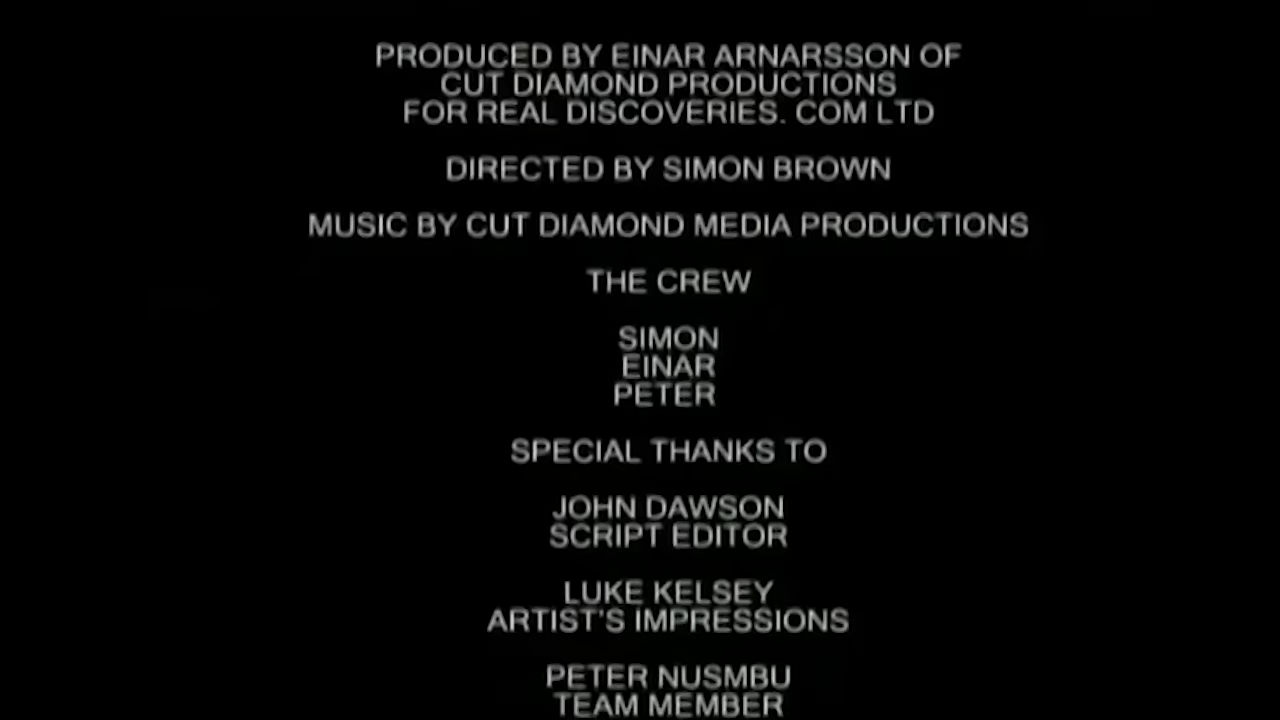 PRODUCED BY EINAR ARNARSSON OF
CUT DIAMOND PRODUCTIONS
FOR REAL DISCOVERIES. COM LTD
DIRECTED BY SIMON BROWN
MUSIC BY CUT DIAMOND MEDIA PRODUCTIONS
THE CREW
SIMON
EINAR
PETER
SPECIAL THANKS TO
JOHN DAWSON
SCRIPT EDITOR
LUKE KELSEY
ARTIST'S IMPRESSIONS
PETER NUSMBU
TEAM MEMBER